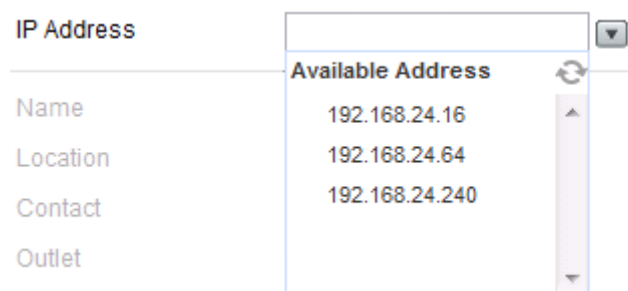 IP Address
Available Address
Name
192.168.24.16
Location
192.168.24.64
Contact
192.168.24.240
Outlet